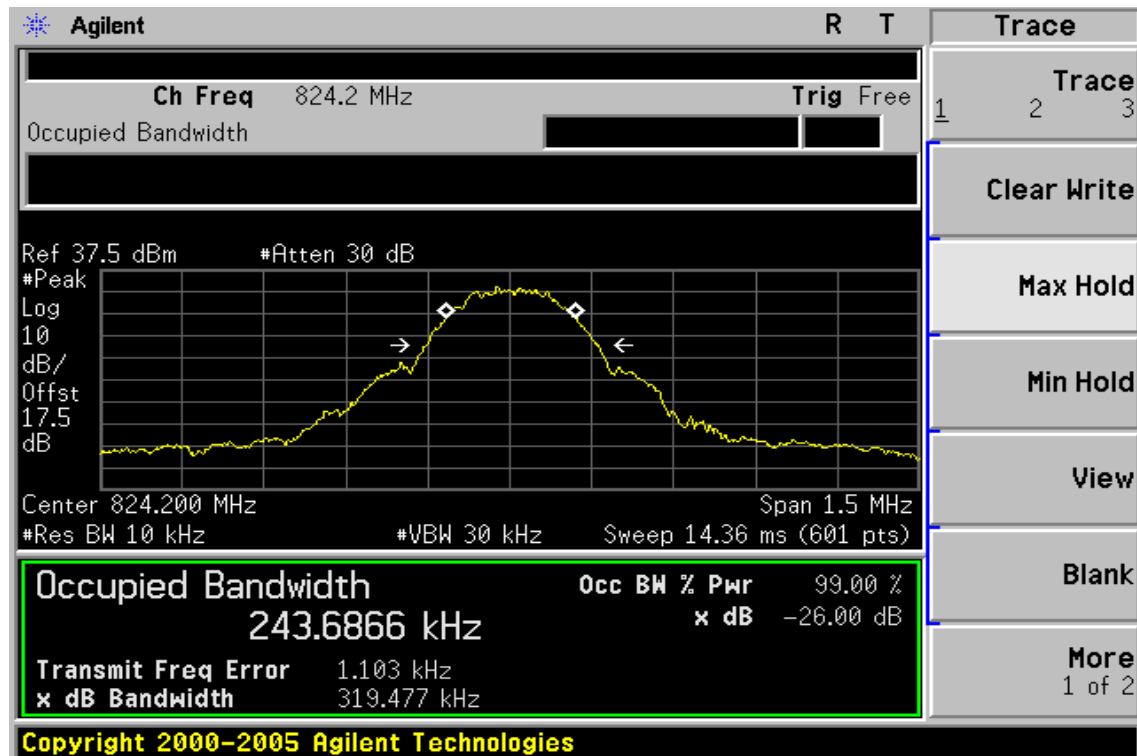 Agilent R T
Ch Freq 824.2 MHz Trig Free
Occupied Bandwidth
Ref 37.5 dBm #Atten 30 dB
#Peak
Log
10
dB/
Offst
17.5
dB
Center 824.200 MHz Span 1.5 MHz
#Res BW 10 kHz #VBW 30 kHz Sweep 14.36 ms (601 pts)
Occupied Bandwidth Occ BW % Pwr 99.00 %
243.6866 kHz x dB -26.00 dB
Transmit Freq Error 1.103 kHz
x dB Bandwidth 319.477 kHz
Copyright 2000-2005 Agilent Technologies
Trace
Trace
1 2 3
Clear Write
Max Hold
Min Hold
View
Blank
More
1 of 2